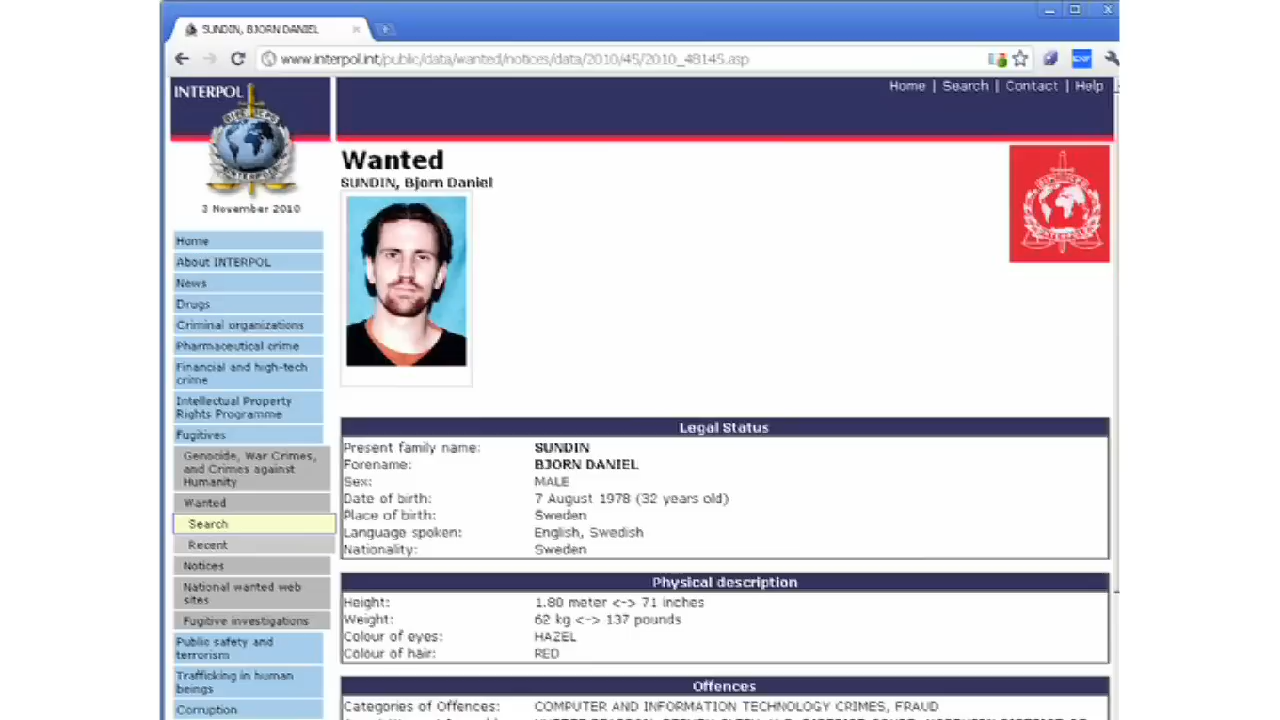 SUNDIN, BJORN DANIEL
www.interpol.int/public/data/wanted/notices/data/2010/45/2010_48145.asp
Home | Search | Contact | Help
INTERPOL
3 November 2010
Home
About INTERPOL
News
Drugs
Criminal organizations
Pharmaceutical crime
Financial and high-tech
crime
Intellectual Property
Rights Programme
Fugitives
Genocide, War Crimes,
and Crimes against
Humanity
Wanted
Search
Recent
Notices
National wanted web
sites
Fugitive investigations
Public safety and
terrorism
Trafficking in human
beings
Corruption
Wanted
SUNDIN, Bjorn Daniel
Legal Status
Present family name: SUNDIN
Forename: BJORN DANIEL
Sex: MALE
Date of birth: 7 August 1978 (32 years old)
Place of birth: Sweden
Language spoken: English, Swedish
Nationality: Sweden
Physical description
Height: 1.80 meter <-> 71 inches
Weight: 62 kg <-> 137 pounds
Colour of eyes: HAZEL
Colour of hair: RED
Offences
Categories of Offences: COMPUTER AND INFORMATION TECHNOLOGY CRIMES, FRAUD